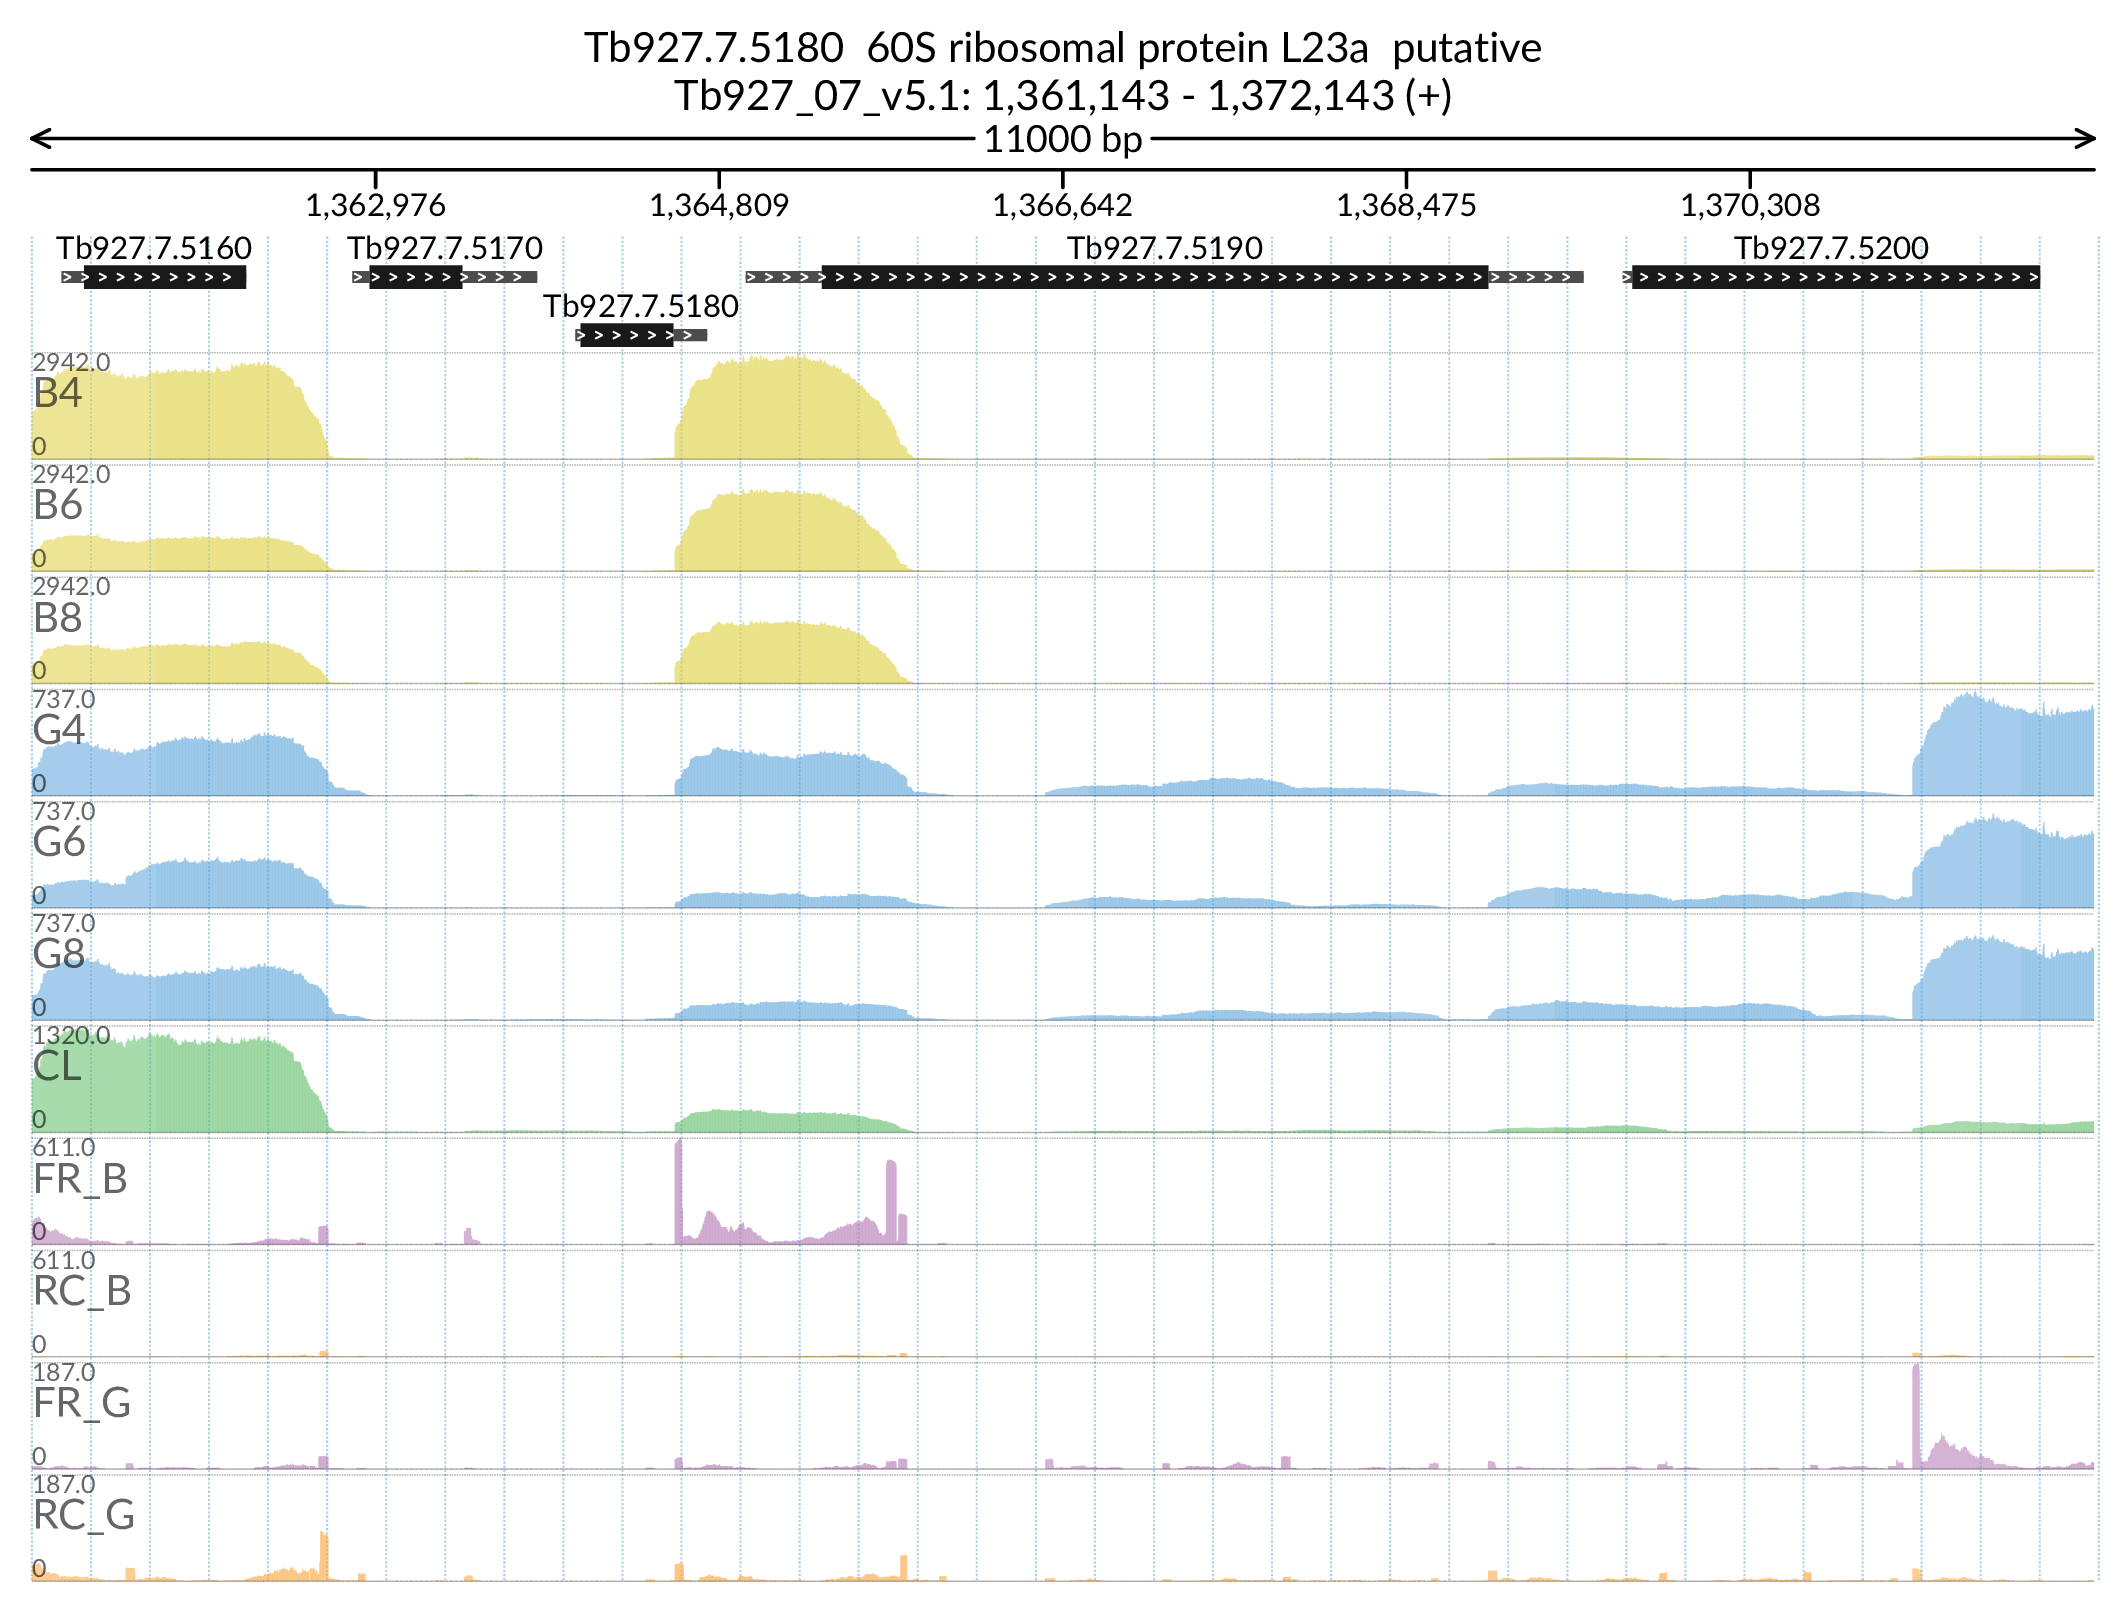 Tb927.7.5180 60S ribosomal protein L23a putative
Tb927_07_v5.1: 1,361,143 - 1,372,143 (+)
11000 bp
1,362,976 1,364,809 1,366,642 1,368,475 1,370,308
Tb927.7.5160 Tb927.7.5170 Tb927.7.5190 Tb927.7.5200
Tb927.7.5180
2942.0
B4
0
2942.0
B6
0
2942.0
B8
0
737.0
G4
0
737.0
G6
0
737.0
G8
0
1320.0
CL
0
611.0
FR_B
0
611.0
RC_B
0
187.0
FR_G
0
187.0
RC_G
0